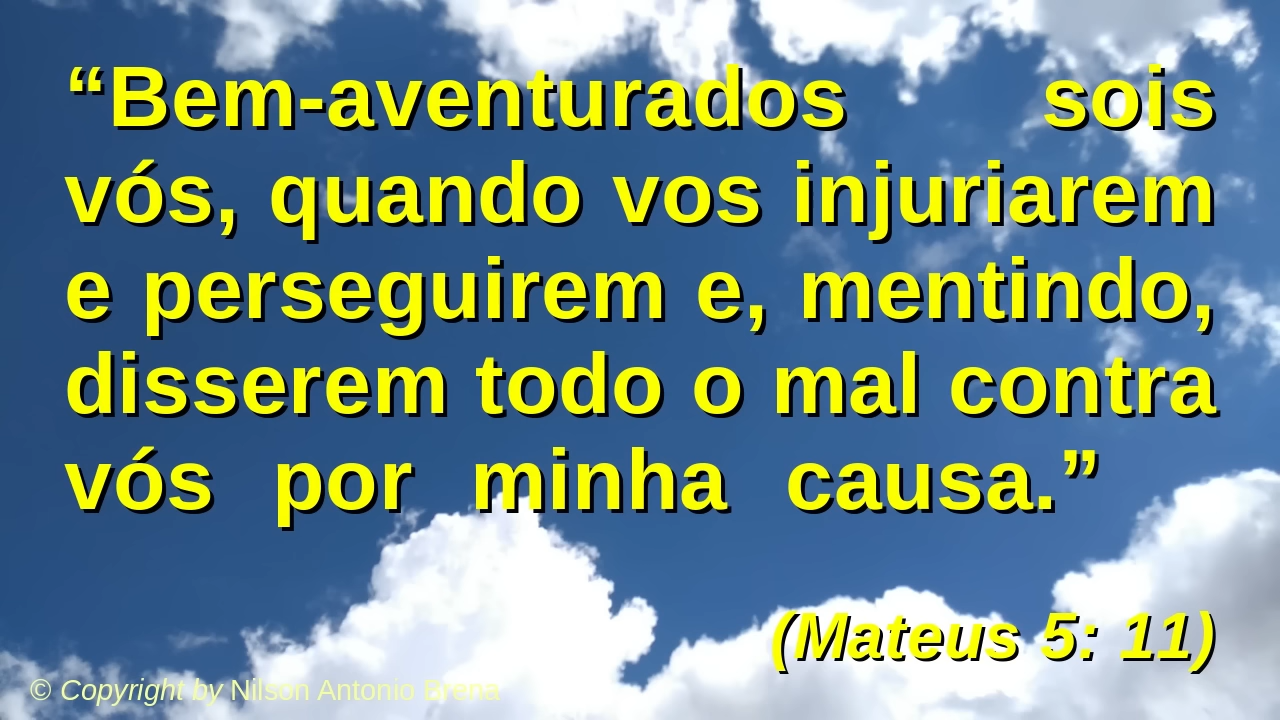 “Bem-aventurados sois
vós, quando vos injuriarem
e perseguirem e, mentindo,
disserem todo o mal contra
vós por minha causa.”
(Mateus 5: 11)
© Copyright by Nilson Antonio Brena